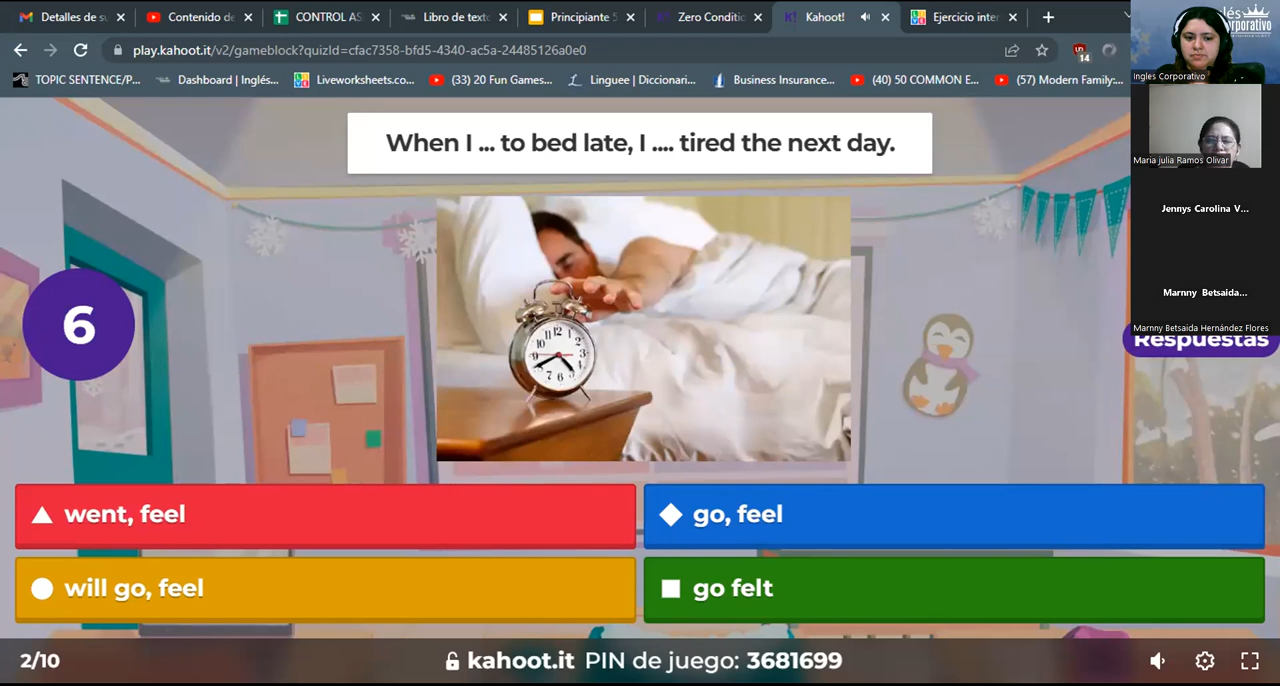 Detalles de su
Contenido de
CONTROL AS
Libro de texto
Principiante 5
Zero Conditio
Kahoot!
Ejercicio inter
play.kahoot.it/v2/gameblock?quizId=cfac7358-bfd5-4340-ac5a-24485126a0e0
14
TOPIC SENTENCE/P...
Dashboard | Inglés...
Liveworksheets.co...
(33) 20 Fun Games...
Linguee | Diccionari...
Business Insurance...
(40) 50 COMMON E...
(57) Modern Family:...
Ingles Corporativo
Maria julia Ramos Olivar
Jennys Carolina V...
Marnny Betsaida...
Marnny Betsaida Hernández Flores
When I ... to bed late, I .... tired the next day.
6
Respuestas
went, feel
go, feel
will go, feel
go felt
2/10
kahoot.it PIN de juego: 3681699